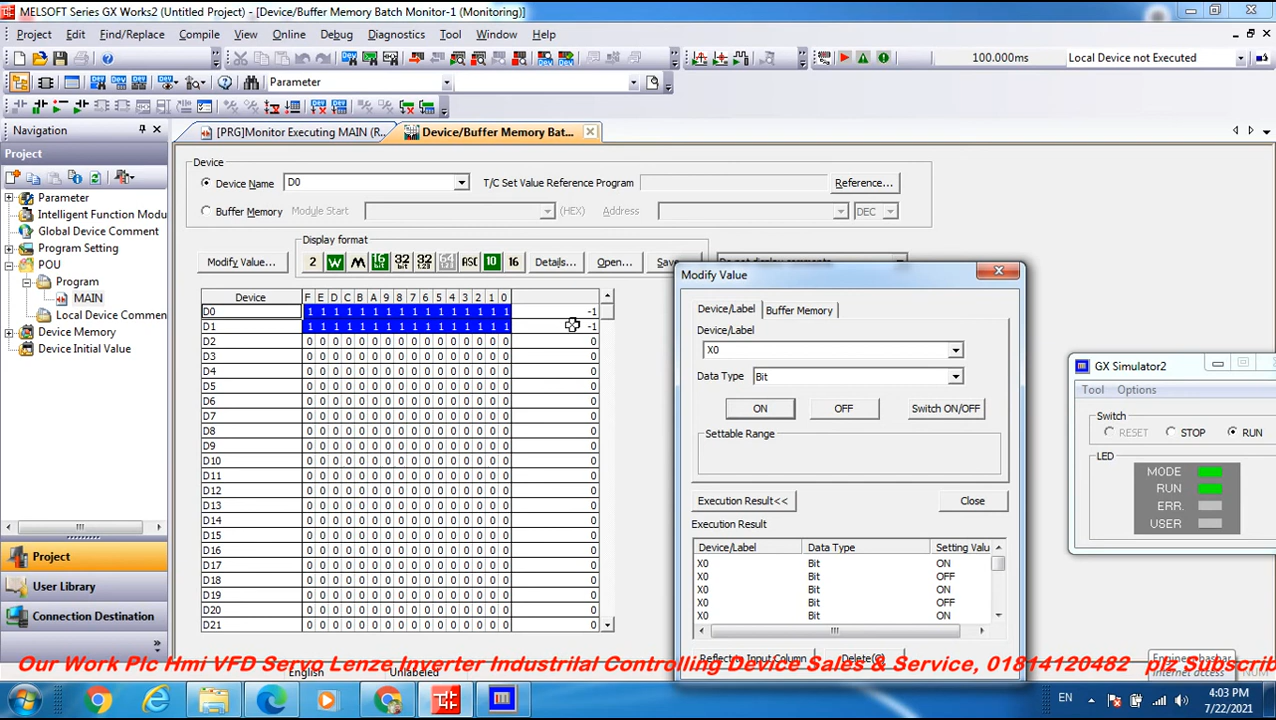 MELSOFT Series GX Works2 (Untitled Project) - [Device/Buffer Memory Batch Monitor-1 (Monitoring)]
Project Edit Find/Replace Compile View Online Debug Diagnostics Tool Window Help
100.000ms Local Device not Executed
Parameter
Navigation
[PRG]Monitor Executing MAIN (R... Device/Buffer Memory Bat...
Project
Parameter
Intelligent Function Modu
Global Device Comment
Program Setting
POU
Program
MAIN
Local Device Commen
Device Memory
Device Initial Value
Project
User Library
Connection Destination
Device
Device Name D0 T/C Set Value Reference Program Reference...
Buffer Memory Module Start (HEX) Address DEC
Display format
Modify Value... 2 W M 16 bit 32 bit 32 1.23 64 1.23 ASC 10 16 Details... Open... Save
Do not display comments
Device F E D C B A 9 8 7 6 5 4 3 2 1 0
D0 1 1 1 1 1 1 1 1 1 1 1 1 1 1 1 1 -1
D1 1 1 1 1 1 1 1 1 1 1 1 1 1 1 1 1 -1
D2 0 0 0 0 0 0 0 0 0 0 0 0 0 0 0 0 0
D3 0 0 0 0 0 0 0 0 0 0 0 0 0 0 0 0 0
D4 0 0 0 0 0 0 0 0 0 0 0 0 0 0 0 0 0
D5 0 0 0 0 0 0 0 0 0 0 0 0 0 0 0 0 0
D6 0 0 0 0 0 0 0 0 0 0 0 0 0 0 0 0 0
D7 0 0 0 0 0 0 0 0 0 0 0 0 0 0 0 0 0
D8 0 0 0 0 0 0 0 0 0 0 0 0 0 0 0 0 0
D9 0 0 0 0 0 0 0 0 0 0 0 0 0 0 0 0 0
D10 0 0 0 0 0 0 0 0 0 0 0 0 0 0 0 0 0
D11 0 0 0 0 0 0 0 0 0 0 0 0 0 0 0 0 0
D12 0 0 0 0 0 0 0 0 0 0 0 0 0 0 0 0 0
D13 0 0 0 0 0 0 0 0 0 0 0 0 0 0 0 0 0
D14 0 0 0 0 0 0 0 0 0 0 0 0 0 0 0 0 0
D15 0 0 0 0 0 0 0 0 0 0 0 0 0 0 0 0 0
D16 0 0 0 0 0 0 0 0 0 0 0 0 0 0 0 0 0
D17 0 0 0 0 0 0 0 0 0 0 0 0 0 0 0 0 0
D18 0 0 0 0 0 0 0 0 0 0 0 0 0 0 0 0 0
D19 0 0 0 0 0 0 0 0 0 0 0 0 0 0 0 0 0
D20 0 0 0 0 0 0 0 0 0 0 0 0 0 0 0 0 0
D21 0 0 0 0 0 0 0 0 0 0 0 0 0 0 0 0 0
Modify Value
Device/Label Buffer Memory
Device/Label
X0
Data Type Bit
ON OFF Switch ON/OFF
Settable Range
Execution Result<< Close
Execution Result
Device/Label Data Type Setting Valu
X0 Bit ON
X0 Bit OFF
X0 Bit ON
X0 Bit OFF
X0 Bit ON
Reflect to Input Column Delete(C)
GX Simulator2
Tool Options
Switch
RESET STOP RUN
LED
MODE
RUN
ERR.
USER
Our Work Plc Hmi VFD Servo Lenze Inverter Industrilal Controlling Device Sales & Service, 01814120482 plz Subscrib
English Unlabeled
Internet access
EN 4:03 PM
7/22/2021